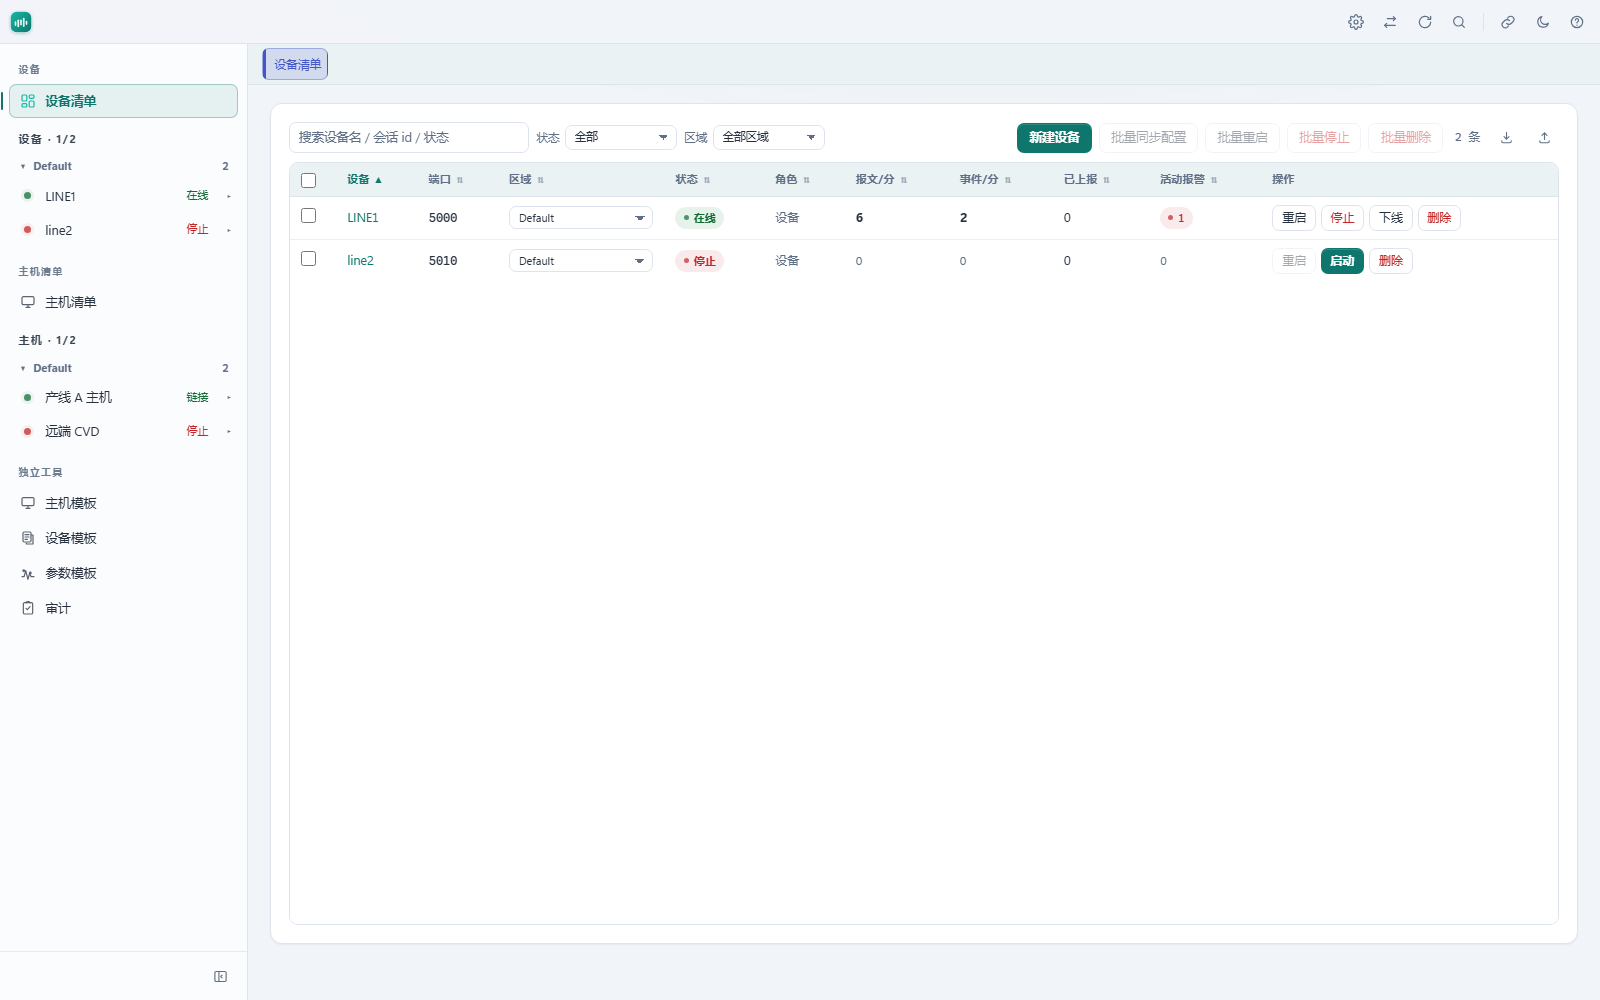 设备
设备清单
设备 · 1/2
Default 2
LINE1 在线
line2 停止
主机清单
主机清单
主机 · 1/2
Default 2
产线 A 主机 链接
远端 CVD 停止
独立工具
主机模板
设备模板
参数模板
审计
设备清单
搜索设备名 / 会话 id / 状态 状态 全部 区域 全部区域 新建设备 批量同步配置 批量重启 批量停止 批量删除 2 条
设备 端口 区域 状态 角色 报文/分 事件/分 已上报 活动报警 操作
LINE1 5000 Default 在线 设备 6 2 0 1 重启 停止 下线 删除
line2 5010 Default 停止 设备 0 0 0 0 重启 启动 删除